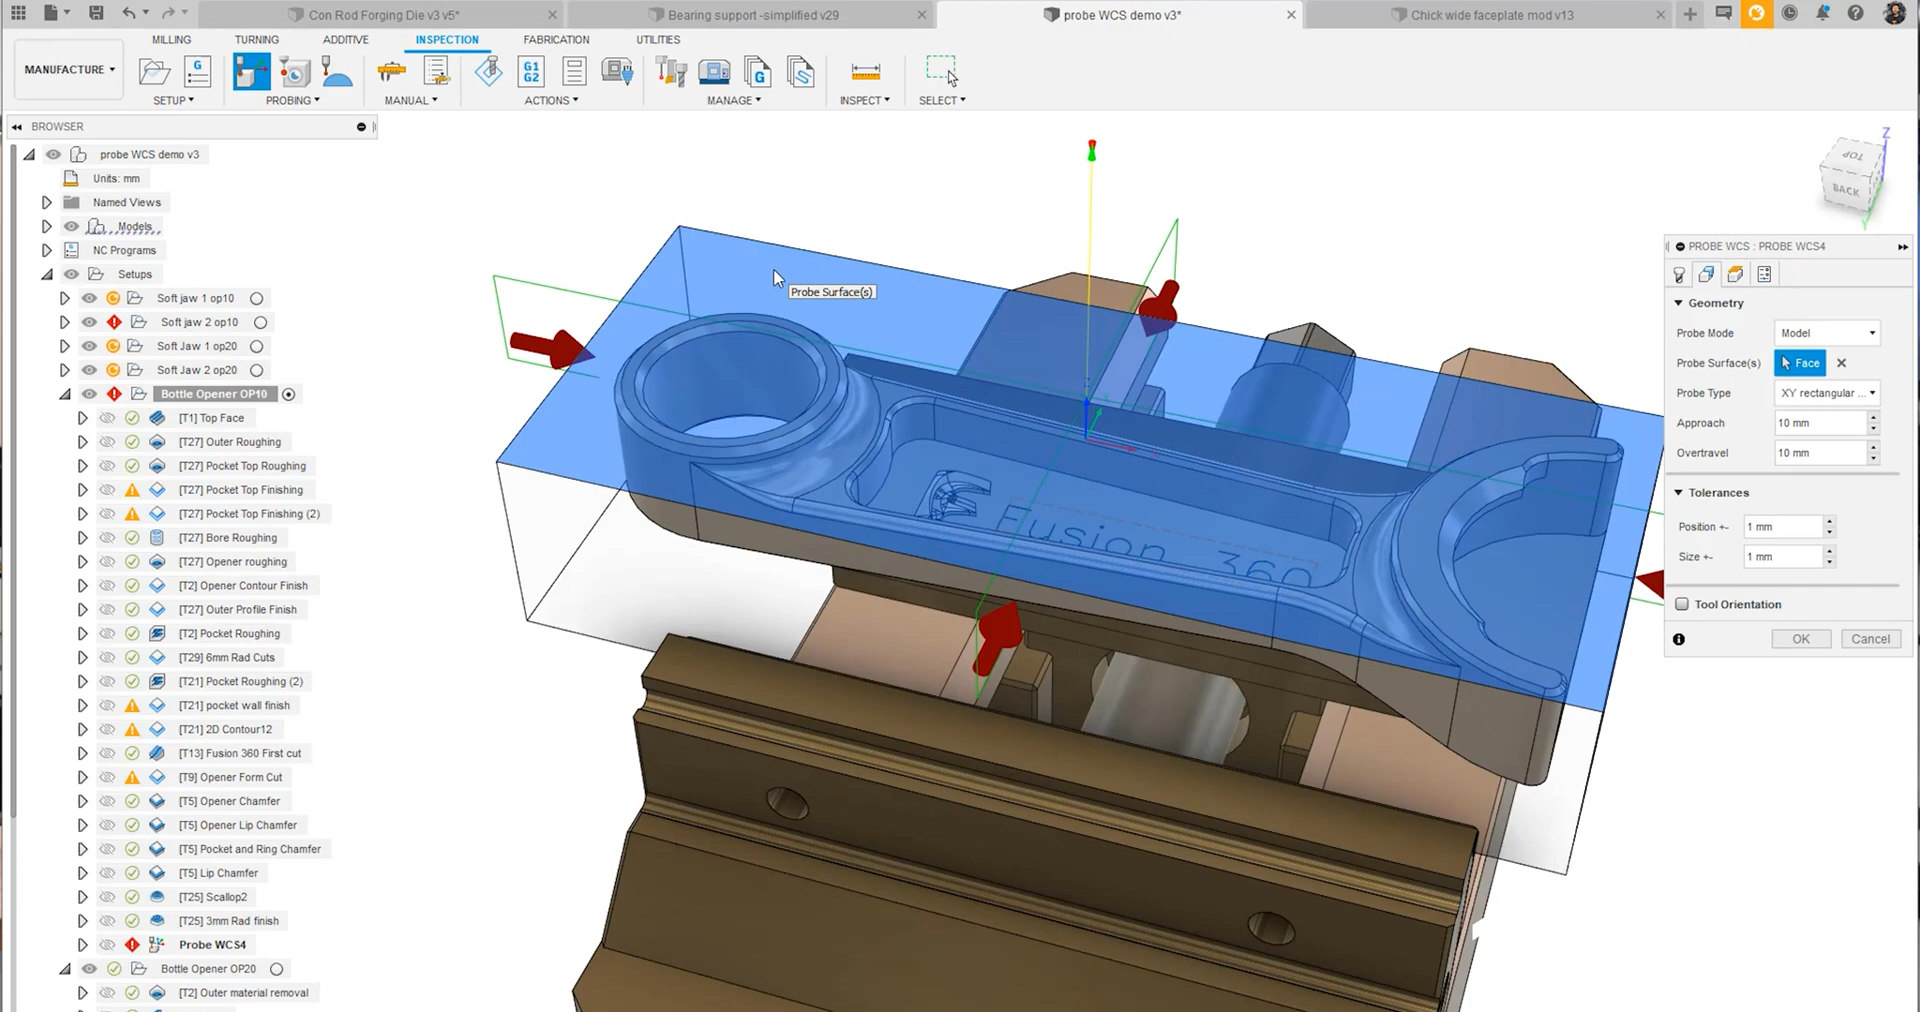 Con Rod Forging Die v3 v5*
Bearing support -simplified v29
probe WCS demo v3*
Chick wide faceplate mod v13
MILLING
TURNING
ADDITIVE
INSPECTION
FABRICATION
UTILITIES
MANUFACTURE
G
G1
G2
G
SETUP
PROBING
MANUAL
ACTIONS
MANAGE
INSPECT
SELECT
BROWSER
probe WCS demo v3
Units: mm
Named Views
Models
NC Programs
Setups
Soft jaw 1 op10
Soft jaw 2 op10
Soft Jaw 1 op20
Soft Jaw 2 op20
Bottle Opener OP10
[T1] Top Face
[T27] Outer Roughing
[T27] Pocket Top Roughing
[T27] Pocket Top Finishing
[T27] Pocket Top Finishing (2)
[T27] Bore Roughing
[T27] Opener roughing
[T2] Opener Contour Finish
[T27] Outer Profile Finish
[T2] Pocket Roughing
[T29] 6mm Rad Cuts
[T21] Pocket Roughing (2)
[T21] pocket wall finish
[T21] 2D Contour12
[T13] Fusion 360 First cut
[T9] Opener Form Cut
[T5] Opener Chamfer
[T5] Opener Lip Chamfer
[T5] Pocket and Ring Chamfer
[T5] Lip Chamfer
[T25] Scallop2
[T25] 3mm Rad finish
Probe WCS4
Bottle Opener OP20
[T2] Outer material removal
Probe Surface(s)
Fusion 360
Z
TOP
BACK
Y
PROBE WCS : PROBE WCS4
Geometry
Probe Mode
Model
Probe Surface(s)
Face
Probe Type
XY rectangular ...
Approach
10 mm
Overtravel
10 mm
Tolerances
Position +-
1 mm
Size +-
1 mm
Tool Orientation
OK
Cancel